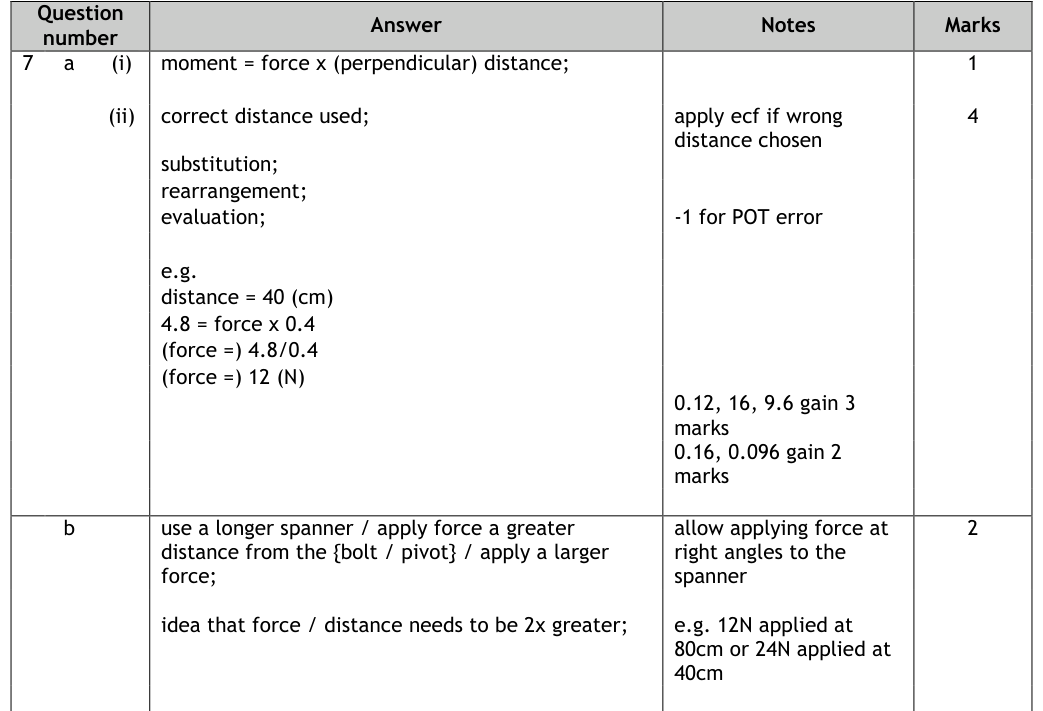 Question number Answer Notes Marks
7 a (i) moment = force x (perpendicular) distance; 1
(ii) correct distance used; apply ecf if wrong 4
distance chosen
substitution;
rearrangement;
evaluation; -1 for POT error
e.g.
distance = 40 (cm)
4.8 = force x 0.4
(force =) 4.8/0.4
(force =) 12 (N)
0.12, 16, 9.6 gain 3
marks
0.16, 0.096 gain 2
marks
b use a longer spanner / apply force a greater allow applying force at 2
distance from the {bolt / pivot} / apply a larger right angles to the
force; spanner
idea that force / distance needs to be 2x greater; e.g. 12N applied at
80cm or 24N applied at
40cm